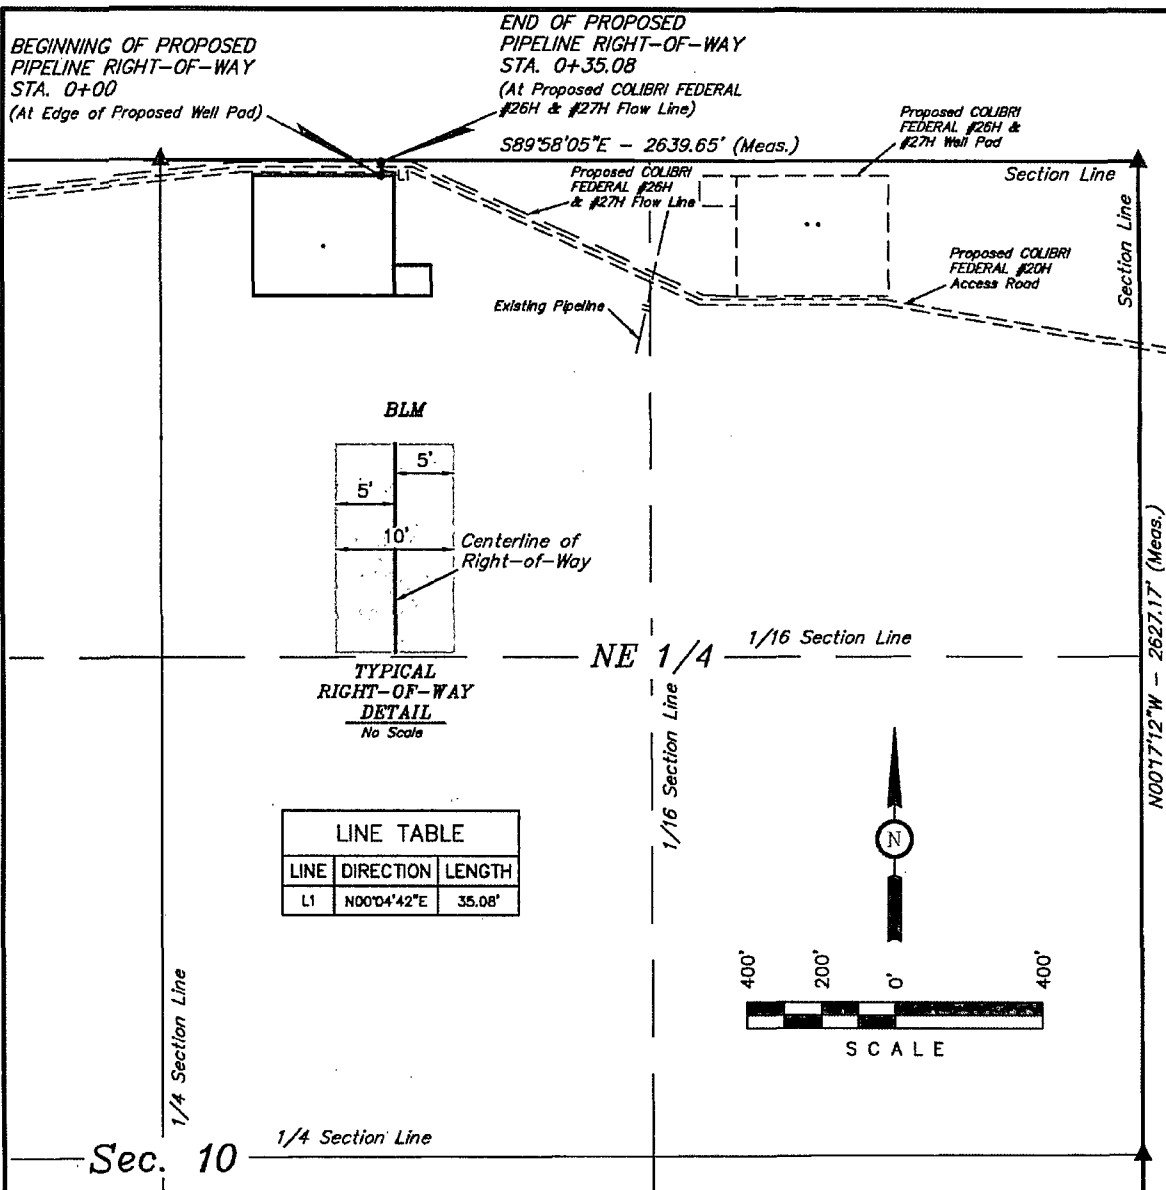 BEGINNING OF PROPOSED
PIPELINE RIGHT-OF-WAY
STA. 0+00
(At Edge of Proposed Well Pad)
END OF PROPOSED
PIPELINE RIGHT-OF-WAY
STA. 0+35.08
(At Proposed COLIBRI FEDERAL
#26H & #27H Flow Line)
S89°58'05"E - 2639.65' (Meas.)
Proposed COLIBRI
FEDERAL #26H &
#27H Well Pad
Section Line
L1
Proposed COLIBRI
FEDERAL #26H
& #27H Flow Line
Section Line
Proposed COLIBRI
FEDERAL #20H
Access Road
Existing Pipeline
BLM
5'
5'
10'
Centerline of
Right-of-Way
TYPICAL
RIGHT-OF-WAY
DETAIL
No Scale
NE 1/4
1/16 Section Line
1/16 Section Line
N00°17'12"W - 2627.17' (Meas.)
LINE TABLE
LINE DIRECTION LENGTH
L1 N00°04'42"E 35.08'
N
400' 200' 0' 400'
SCALE
1/4 Section Line
1/4 Section Line
Sec. 10